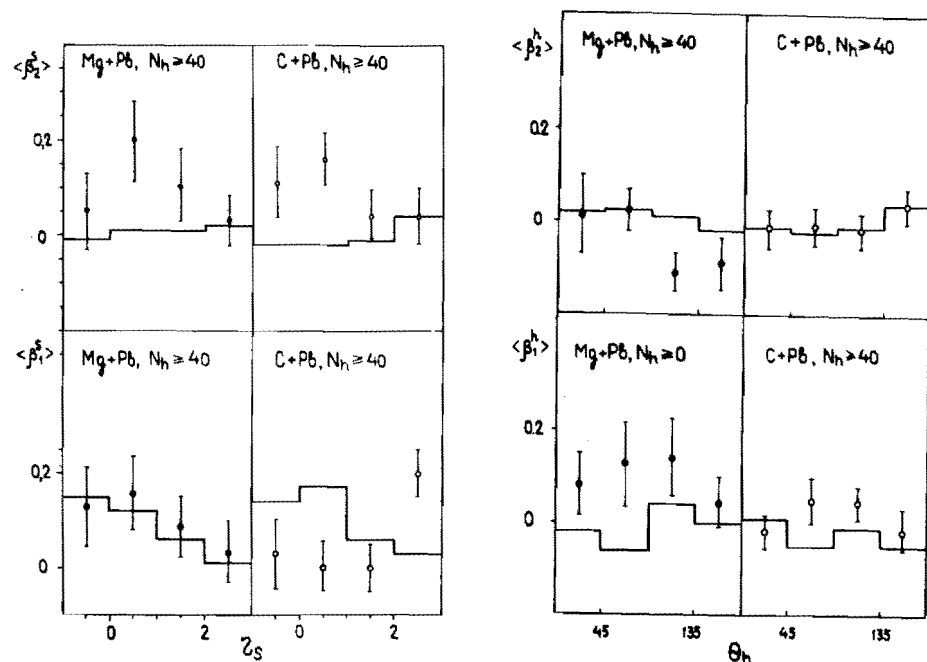 <β₂ˢ>
Mg+Pb, Nₕ≥40
C+Pb, Nₕ≥40
0,2
0
<β₁ˢ>
Mg+Pb, Nₕ≥40
C+Pb, Nₕ≥40
0,2
0
0
2
0
2
ηₛ
<β₂ʰ>
Mg+Pb, Nₕ≥40
C+Pb, Nₕ≥40
0.2
0
<β₁ʰ>
Mg+Pb, Nₕ≥0
C+Pb, Nₕ≥40
0.2
0
45
135
45
135
Θₕ